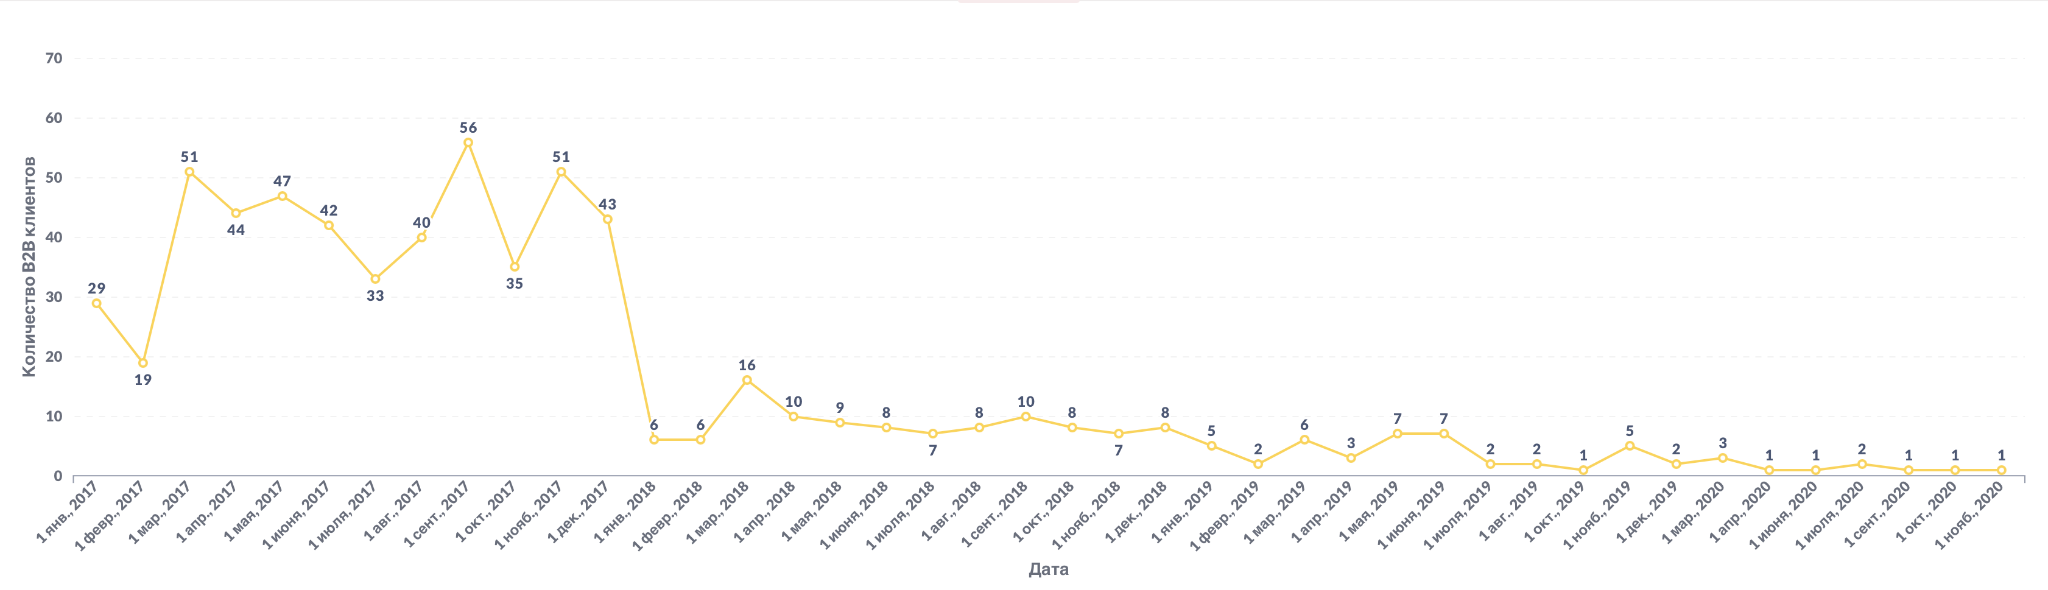 70
60
50
40
30
20
10
0
Количество B2B клиентов
29
19
51
44
47
42
33
40
56
35
51
43
6
6
16
10
9
8
7
8
10
8
7
8
5
2
6
3
7
7
2
2
1
5
2
3
1
1
2
1
1
1
1 янв., 2017
1 февр., 2017
1 мар., 2017
1 апр., 2017
1 мая, 2017
1 июня, 2017
1 июля, 2017
1 авг., 2017
1 сент., 2017
1 окт., 2017
1 нояб., 2017
1 дек., 2017
1 янв., 2018
1 февр., 2018
1 мар., 2018
1 апр., 2018
1 мая, 2018
1 июня, 2018
1 июля, 2018
1 авг., 2018
1 сент., 2018
1 окт., 2018
1 нояб., 2018
1 дек., 2018
1 янв., 2019
1 февр., 2019
1 мар., 2019
1 апр., 2019
1 мая, 2019
1 июня, 2019
1 июля, 2019
1 авг., 2019
1 окт., 2019
1 нояб., 2019
1 дек., 2019
1 мар., 2020
1 апр., 2020
1 июня, 2020
1 июля, 2020
1 сент., 2020
1 окт., 2020
1 нояб., 2020
Дата